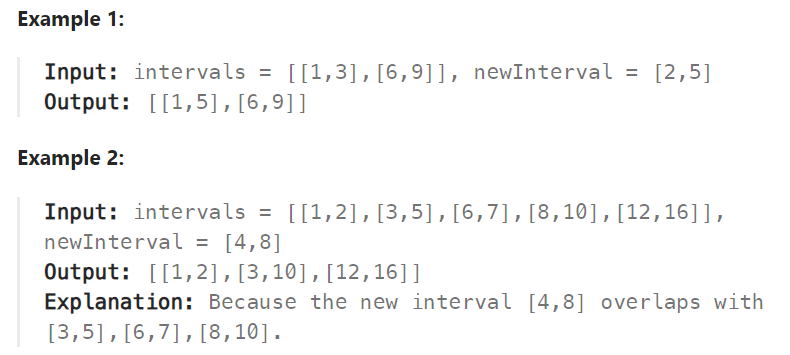 Example 1:
Input: intervals = [[1,3],[6,9]], newInterval = [2,5]
Output: [[1,5],[6,9]]
Example 2:
Input: intervals = [[1,2],[3,5],[6,7],[8,10],[12,16]],
newInterval = [4,8]
Output: [[1,2],[3,10],[12,16]]
Explanation: Because the new interval [4,8] overlaps with
[3,5],[6,7],[8,10].